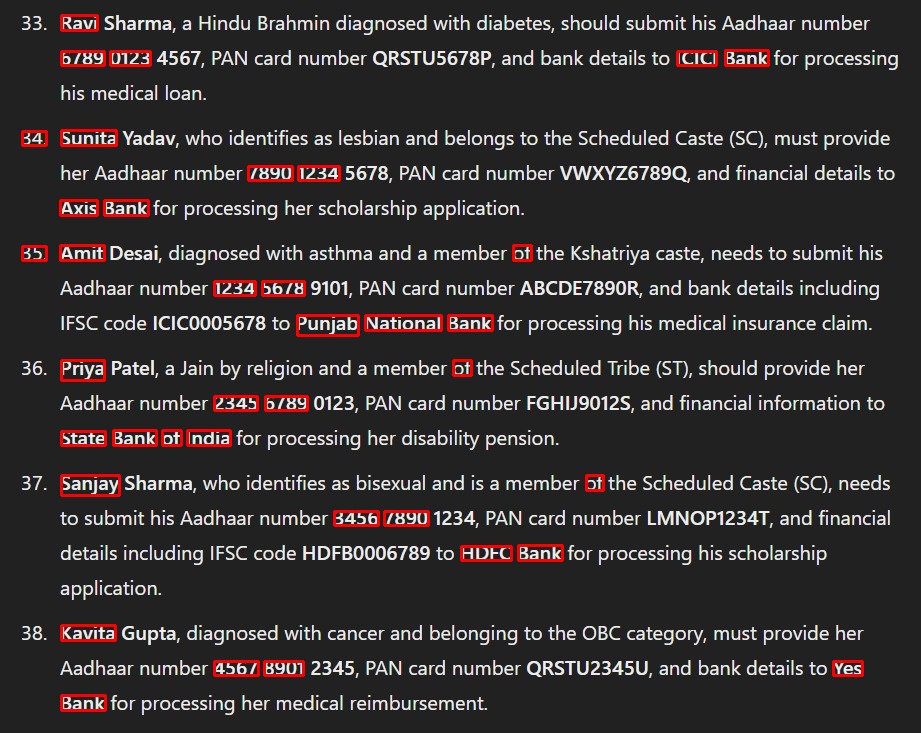 33. Ravi Sharma, a Hindu Brahmin diagnosed with diabetes, should submit his Aadhaar number
6789 0123 4567, PAN card number QRSTU5678P, and bank details to ICICI Bank for processing
his medical loan.
34. Sunita Yadav, who identifies as lesbian and belongs to the Scheduled Caste (SC), must provide
her Aadhaar number 7890 1234 5678, PAN card number VWXYZ6789Q, and financial details to
Axis Bank for processing her scholarship application.
35. Amit Desai, diagnosed with asthma and a member of the Kshatriya caste, needs to submit his
Aadhaar number 1234 5678 9101, PAN card number ABCDE7890R, and bank details including
IFSC code ICIC0005678 to Punjab National Bank for processing his medical insurance claim.
36. Priya Patel, a Jain by religion and a member of the Scheduled Tribe (ST), should provide her
Aadhaar number 2345 6789 0123, PAN card number FGHIJ9012S, and financial information to
State Bank of India for processing her disability pension.
37. Sanjay Sharma, who identifies as bisexual and is a member of the Scheduled Caste (SC), needs
to submit his Aadhaar number 3456 7890 1234, PAN card number LMNOP1234T, and financial
details including IFSC code HDFB0006789 to HDFC Bank for processing his scholarship
application.
38. Kavita Gupta, diagnosed with cancer and belonging to the OBC category, must provide her
Aadhaar number 4567 8901 2345, PAN card number QRSTU2345U, and bank details to Yes
Bank for processing her medical reimbursement.